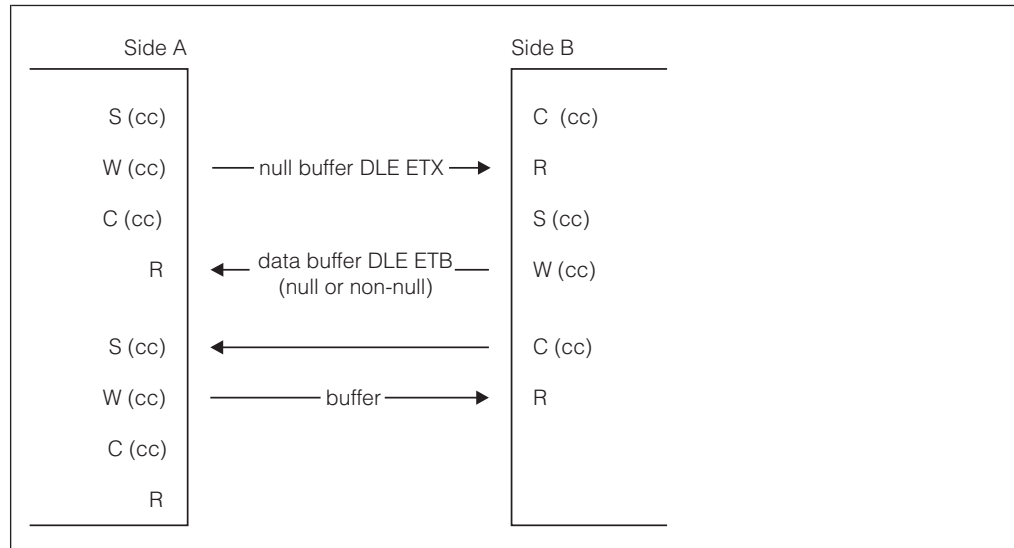 Side A Side B
S (cc) C (cc)
W (cc) null buffer DLE ETX R
C (cc) S (cc)
R data buffer DLE ETB W (cc)
(null or non-null)
S (cc) C (cc)
W (cc) buffer R
C (cc)
R